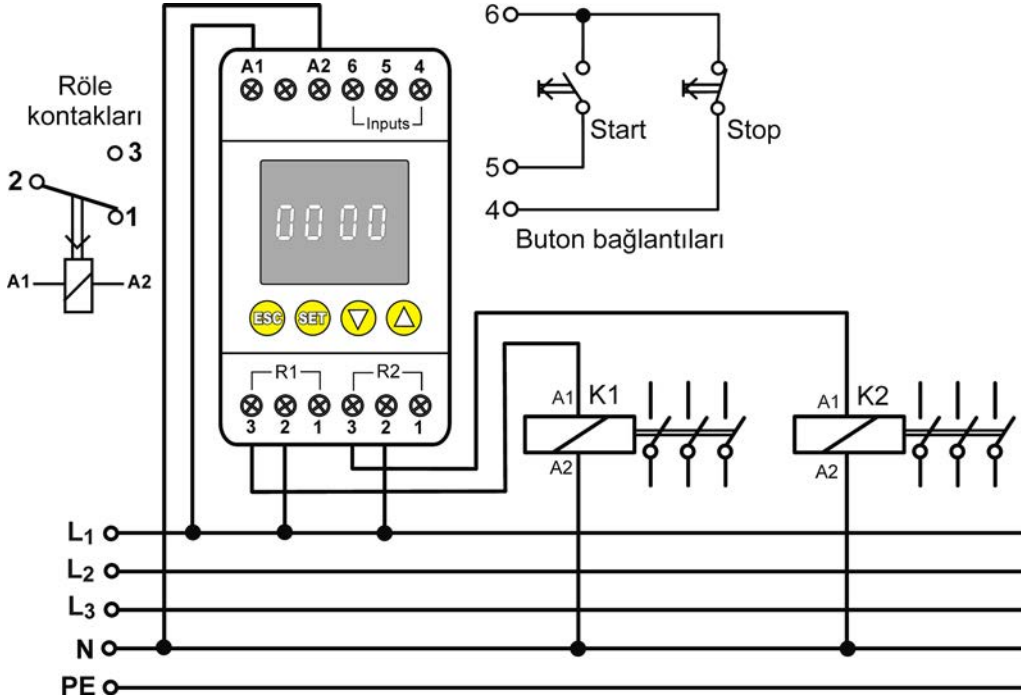 A1 A2 6 5 4
Inputs
Röle
kontakları
3
2
1
A1 A2
0000
ESC SET
R1 R2
3 2 1 3 2 1
6
Start Stop
5
4
Buton bağlantıları
A1 K1
A2
A1 K2
A2
L1
L2
L3
N
PE